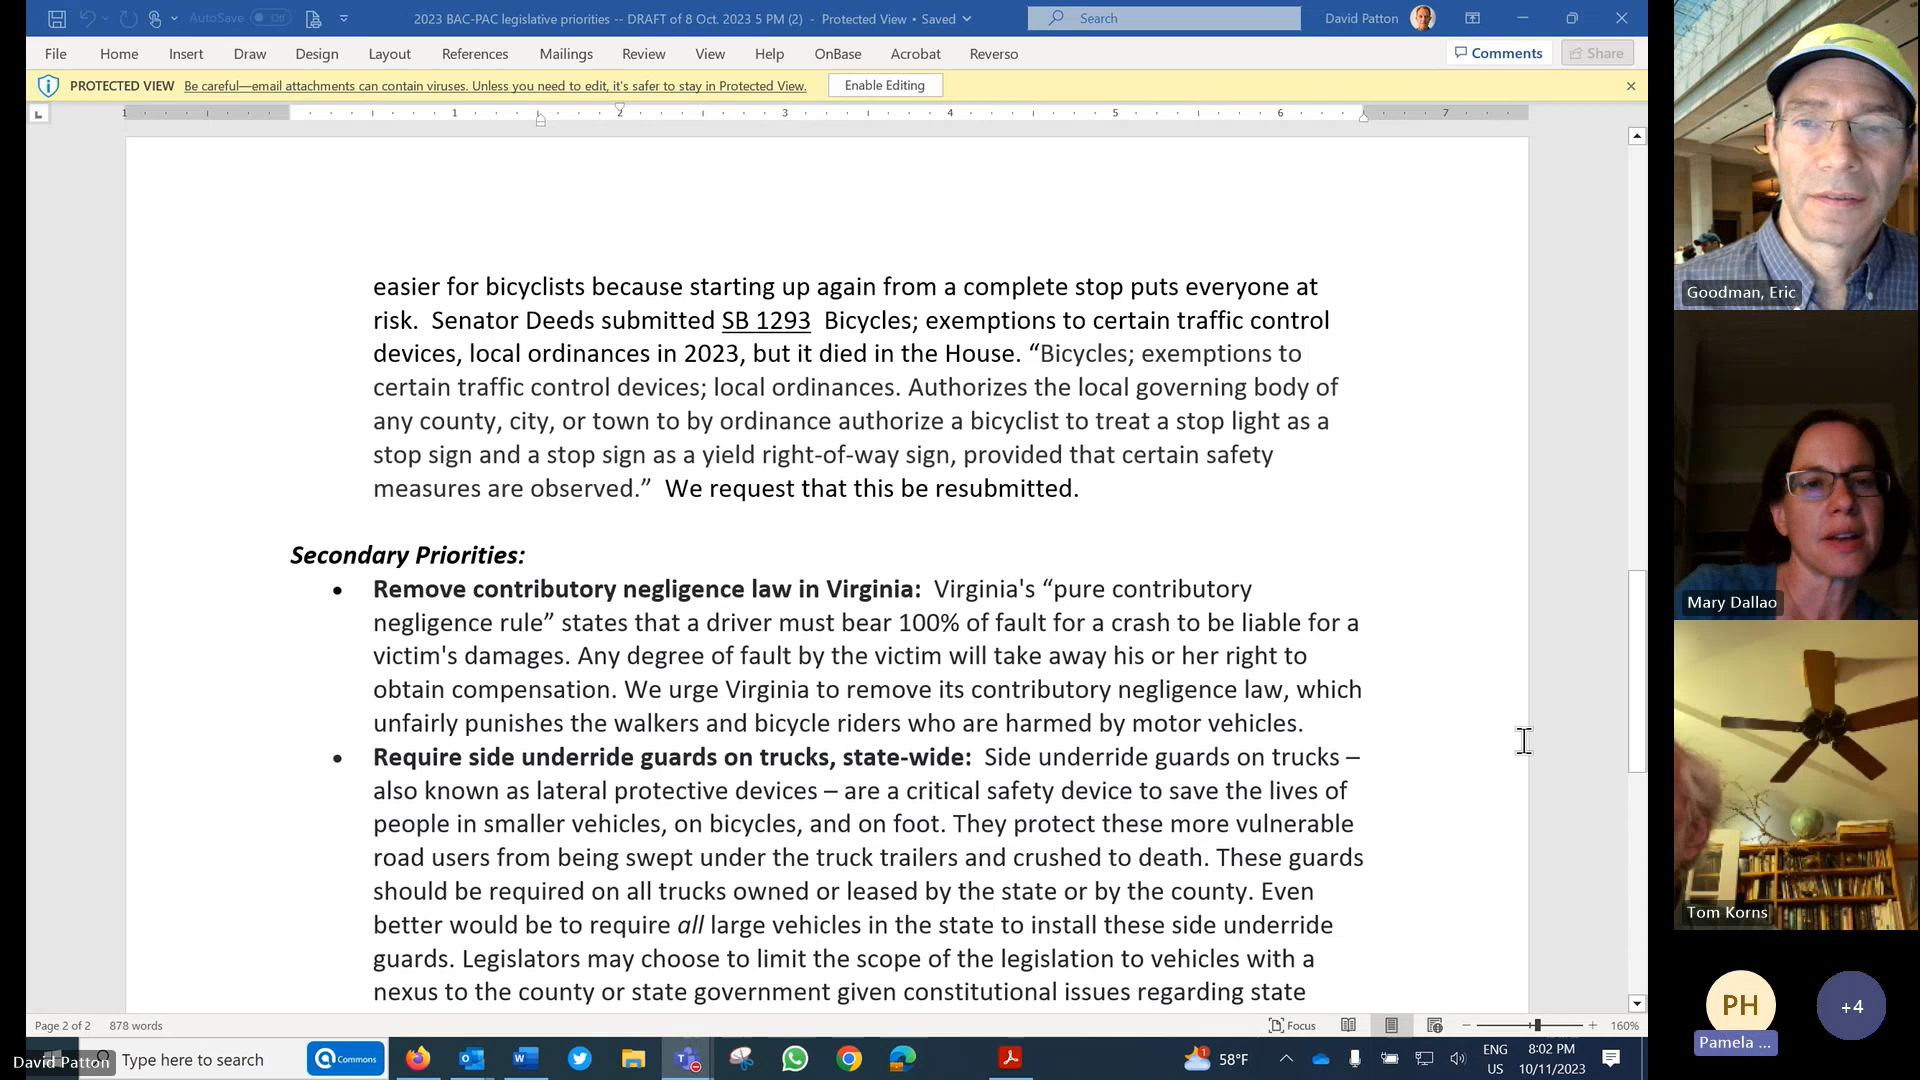 AutoSave Off
2023 BAC-PAC legislative priorities -- DRAFT of 8 Oct. 2023 5 PM (2) - Protected View • Saved
Search
David Patton
File Home Insert Draw Design Layout References Mailings Review View Help OnBase Acrobat Reverso
Comments Share
PROTECTED VIEW Be careful—email attachments can contain viruses. Unless you need to edit, it's safer to stay in Protected View. Enable Editing
1 1 2 3 4 5 6 7
easier for bicyclists because starting up again from a complete stop puts everyone at
risk. Senator Deeds submitted SB 1293 Bicycles; exemptions to certain traffic control
devices, local ordinances in 2023, but it died in the House. “Bicycles; exemptions to
certain traffic control devices; local ordinances. Authorizes the local governing body of
any county, city, or town to by ordinance authorize a bicyclist to treat a stop light as a
stop sign and a stop sign as a yield right-of-way sign, provided that certain safety
measures are observed.” We request that this be resubmitted.
Secondary Priorities:
• Remove contributory negligence law in Virginia: Virginia's “pure contributory
negligence rule” states that a driver must bear 100% of fault for a crash to be liable for a
victim's damages. Any degree of fault by the victim will take away his or her right to
obtain compensation. We urge Virginia to remove its contributory negligence law, which
unfairly punishes the walkers and bicycle riders who are harmed by motor vehicles.
• Require side underride guards on trucks, state-wide: Side underride guards on trucks –
also known as lateral protective devices – are a critical safety device to save the lives of
people in smaller vehicles, on bicycles, and on foot. They protect these more vulnerable
road users from being swept under the truck trailers and crushed to death. These guards
should be required on all trucks owned or leased by the state or by the county. Even
better would be to require all large vehicles in the state to install these side underride
guards. Legislators may choose to limit the scope of the legislation to vehicles with a
nexus to the county or state government given constitutional issues regarding state
Page 2 of 2 878 words
Focus
160%
David Patton
Type here to search
Commons
1
58°F
ENG
US
8:02 PM
10/11/2023
Goodman, Eric
Mary Dallao
Tom Korns
PH
Pamela ...
+4